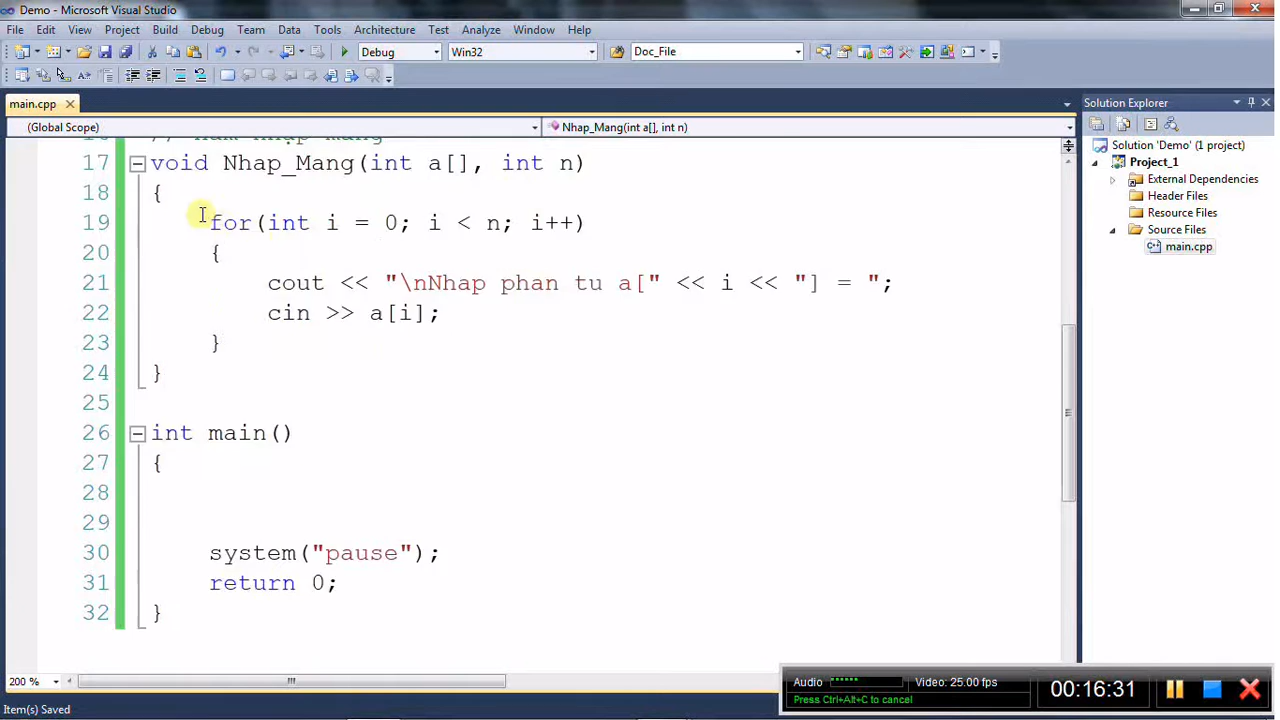 Demo - Microsoft Visual Studio
File Edit View Project Build Debug Team Data Tools Architecture Test Analyze Window Help
Debug Win32 Doc_File
main.cpp
Solution Explorer
(Global Scope) Nhap_Mang(int a[], int n)
Solution 'Demo' (1 project)
Project_1
External Dependencies
Header Files
Resource Files
Source Files
main.cpp
17 void Nhap_Mang(int a[], int n)
18 {
19 for(int i = 0; i < n; i++)
20 {
21 cout << "\nNhap phan tu a[" << i << "] = ";
22 cin >> a[i];
23 }
24 }
25
26 int main()
27 {
28
29
30 system("pause");
31 return 0;
32 }
200 %
Audio Video: 25.00 fps
Press Ctrl+Alt+C to cancel
00:16:31
Item(s) Saved